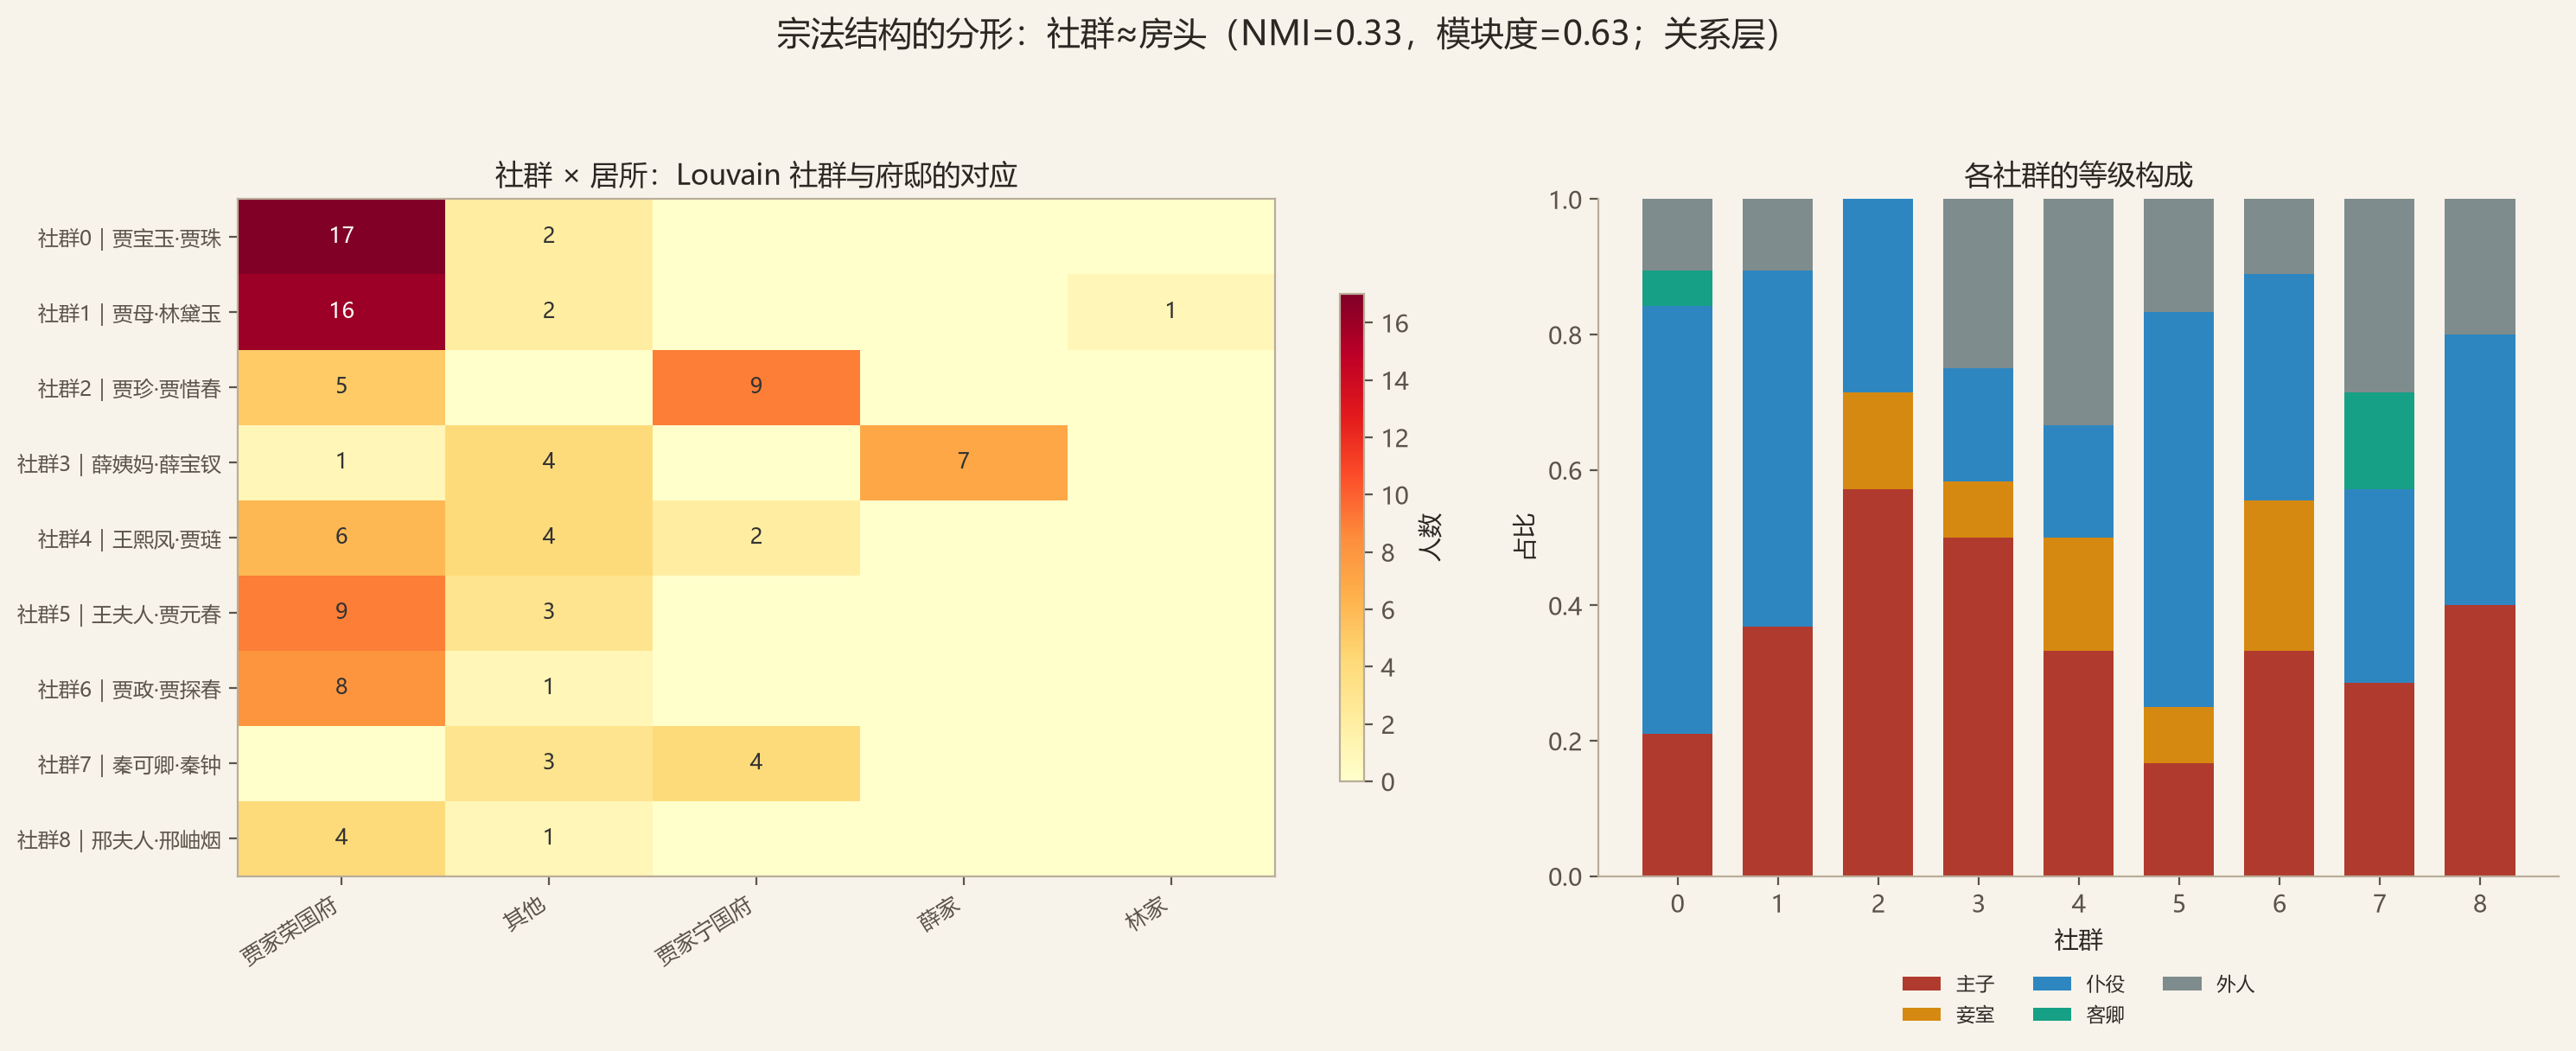 宗法结构的分形：社群≈房头（NMI=0.33，模块度=0.63；关系层）
社群 × 居所：Louvain 社群与府邸的对应
社群0｜贾宝玉·贾珠
17
2
社群1｜贾母·林黛玉
16
2
1
社群2｜贾珍·贾惜春
5
9
社群3｜薛姨妈·薛宝钗
1
4
7
社群4｜王熙凤·贾琏
6
4
2
社群5｜王夫人·贾元春
9
3
社群6｜贾政·贾探春
8
1
社群7｜秦可卿·秦钟
3
4
社群8｜邢夫人·邢岫烟
4
1
贾家荣国府
其他
贾家宁国府
薛家
林家
16
14
12
10
8
6
4
2
0
人数
各社群的等级构成
1.0
0.8
0.6
0.4
0.2
0.0
占比
0 1 2 3 4 5 6 7 8
社群
主子 仆役 外人
妾室 客卿